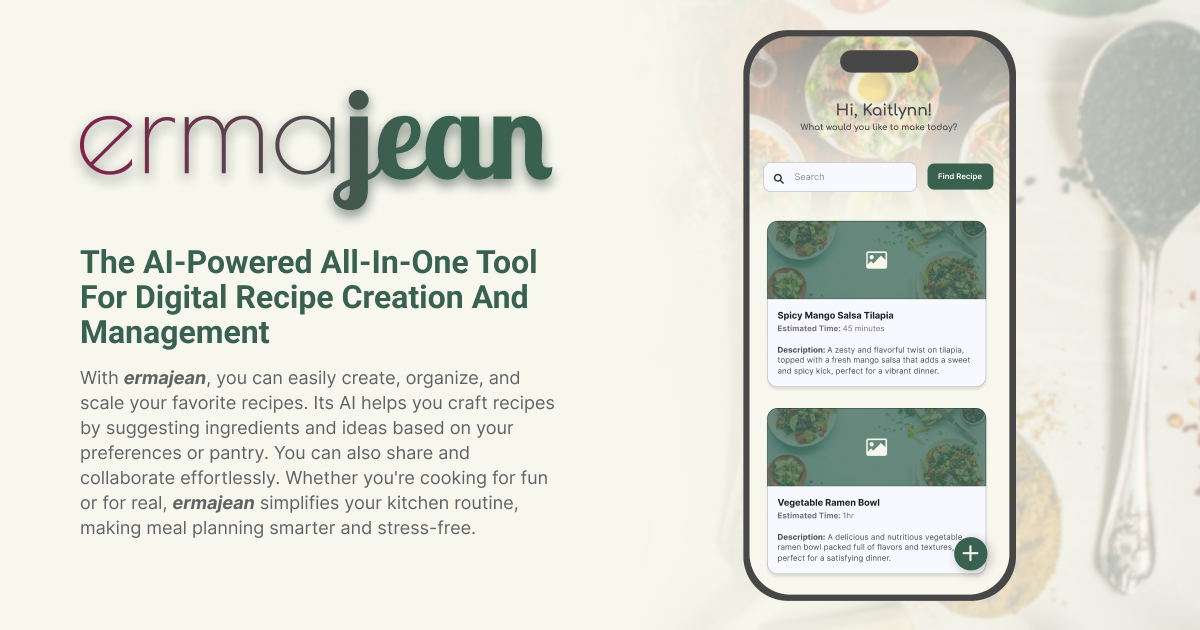 ermajean
The AI-Powered All-In-One Tool
For Digital Recipe Creation And
Management
With ermajean, you can easily create, organize, and
scale your favorite recipes. Its AI helps you craft recipes
by suggesting ingredients and ideas based on your
preferences or pantry. You can also share and
collaborate effortlessly. Whether you're cooking for fun
or for real, ermajean simplifies your kitchen routine,
making meal planning smarter and stress-free.
Hi, Kaitlynn!
What would you like to make today?
Search
Find Recipe
Spicy Mango Salsa Tilapia
Estimated Time: 45 minutes
Description: A zesty and flavorful twist on tilapia,
topped with a fresh mango salsa that adds a sweet
and spicy kick, perfect for a vibrant dinner.
Vegetable Ramen Bowl
Estimated Time: 1hr
Description: A delicious and nutritious vegetable
ramen bowl packed full of flavors and textures,
perfect for a satisfying dinner.